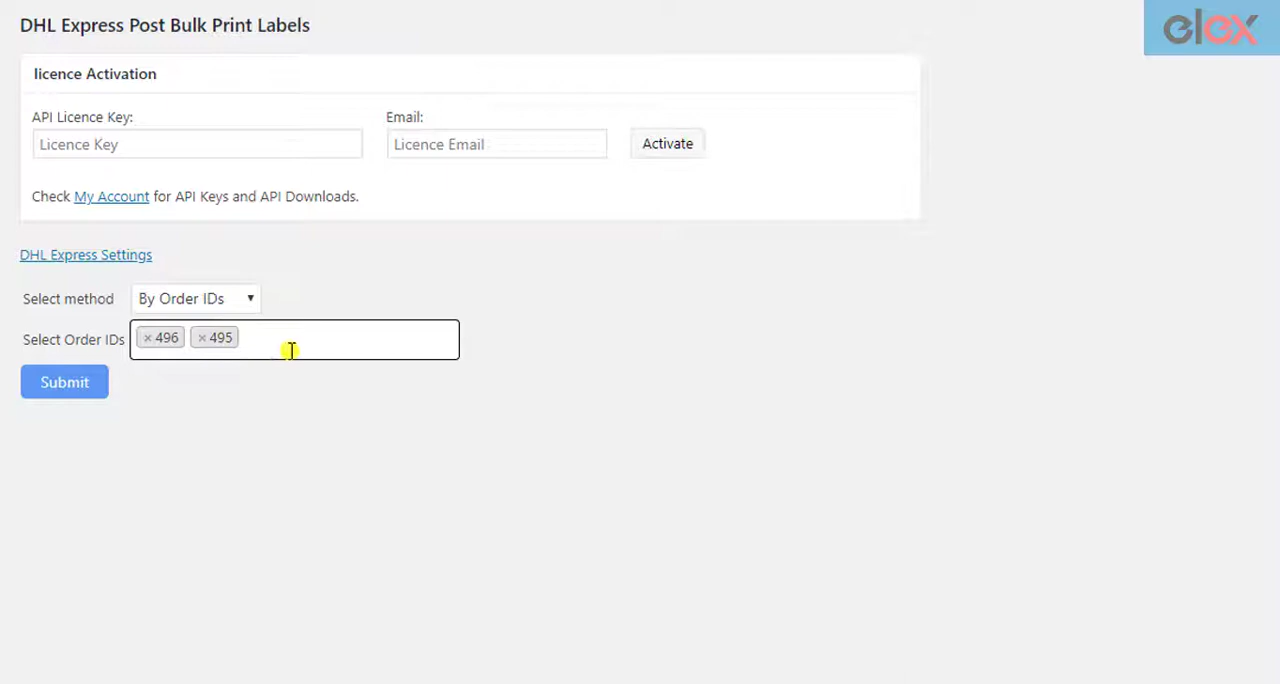 DHL Express Post Bulk Print Labels
elex
licence Activation
API Licence Key:
Email:
Licence Key
Licence Email
Activate
Check My Account for API Keys and API Downloads.
DHL Express Settings
Select method
By Order IDs
Select Order IDs
× 496
× 495
Submit